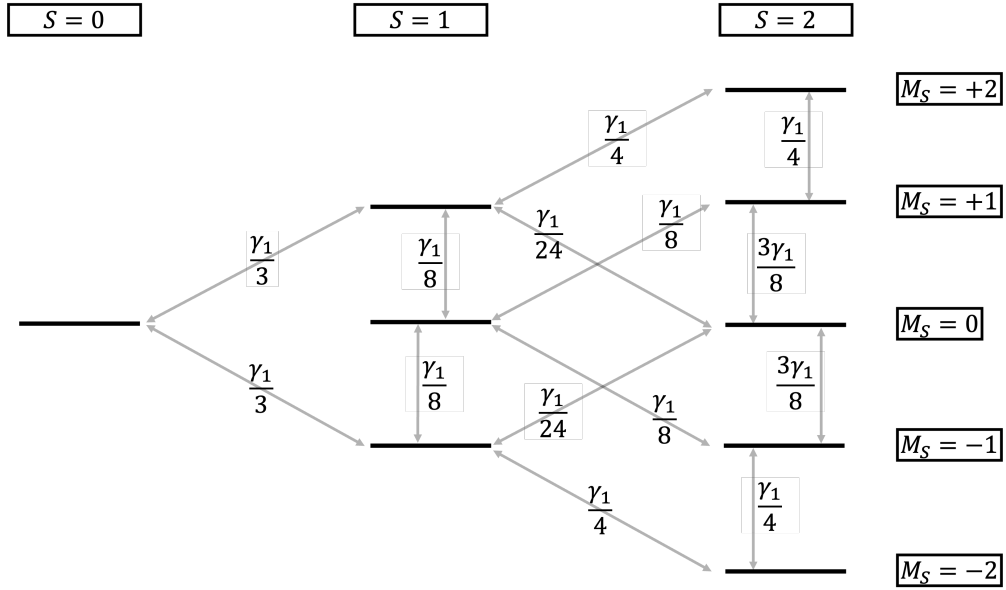 S = 0
S = 1
S = 2
M_S = +2
γ₁/4
γ₁/4
M_S = +1
γ₁/3
γ₁/8
γ₁/24
γ₁/8
3γ₁/8
M_S = 0
γ₁/3
γ₁/8
γ₁/24
γ₁/8
3γ₁/8
M_S = −1
γ₁/4
γ₁/4
M_S = −2